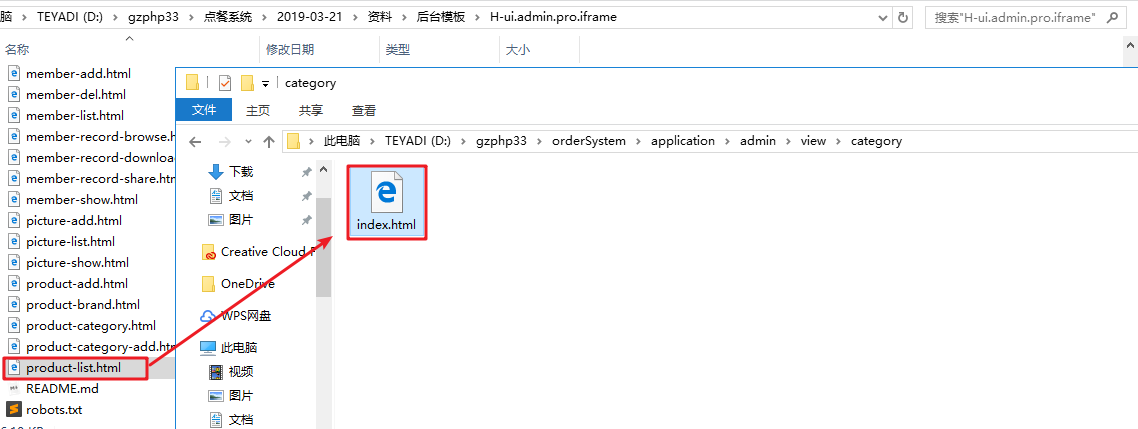 脑 > TEYADI (D:) > gzphp33 > 点餐系统 > 2019-03-21 > 资料 > 后台模板 > H-ui.admin.pro.iframe
搜索"H-ui.admin.pro.iframe"
名称 修改日期 类型 大小
member-add.html
member-del.html
member-list.html
member-record-browse.h
member-record-downloa
member-record-share.htm
member-show.html
picture-add.html
picture-list.html
picture-show.html
product-add.html
product-brand.html
product-category.html
product-category-add.htm
product-list.html
README.md
robots.txt
category
文件 主页 共享 查看
此电脑 > TEYADI (D:) > gzphp33 > orderSystem > application > admin > view > category
下载
文档
图片
Creative Cloud F
OneDrive
WPS网盘
此电脑
视频
图片
文档
index.html